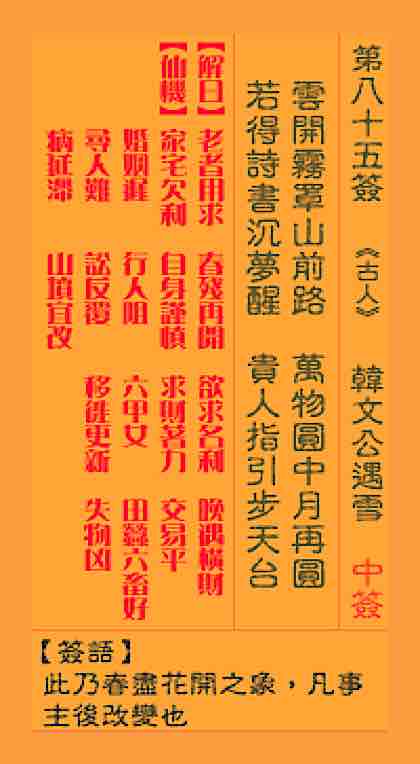 第八十五簽 《古人》 韓文公遇雪 中簽
雲開霧罩山前路 萬物圓中月再圓
若得詩書沉夢醒 貴人指引步天台
【解曰】老者用求 春殘再開 欲求名利 晚遇橫財
【仙機】家宅欠利 自身謹慎 求財著力 交易平
婚姻遲 行人阻 六甲女 田蠶六畜好
尋人難 訟反覆 移徙更新 失物凶
病延滯 山墳宜改
【簽語】
此乃春盡花開之象,凡事
主後改變也